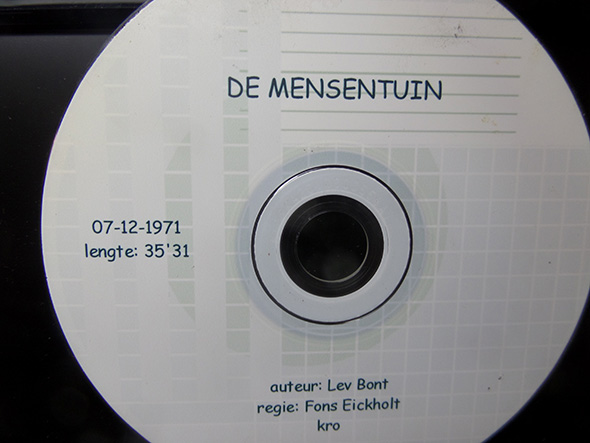 DE MENSENTUIN
07-12-1971
lengte: 35'31
auteur: Lev Bont
regie: Fons Eickholt
kro